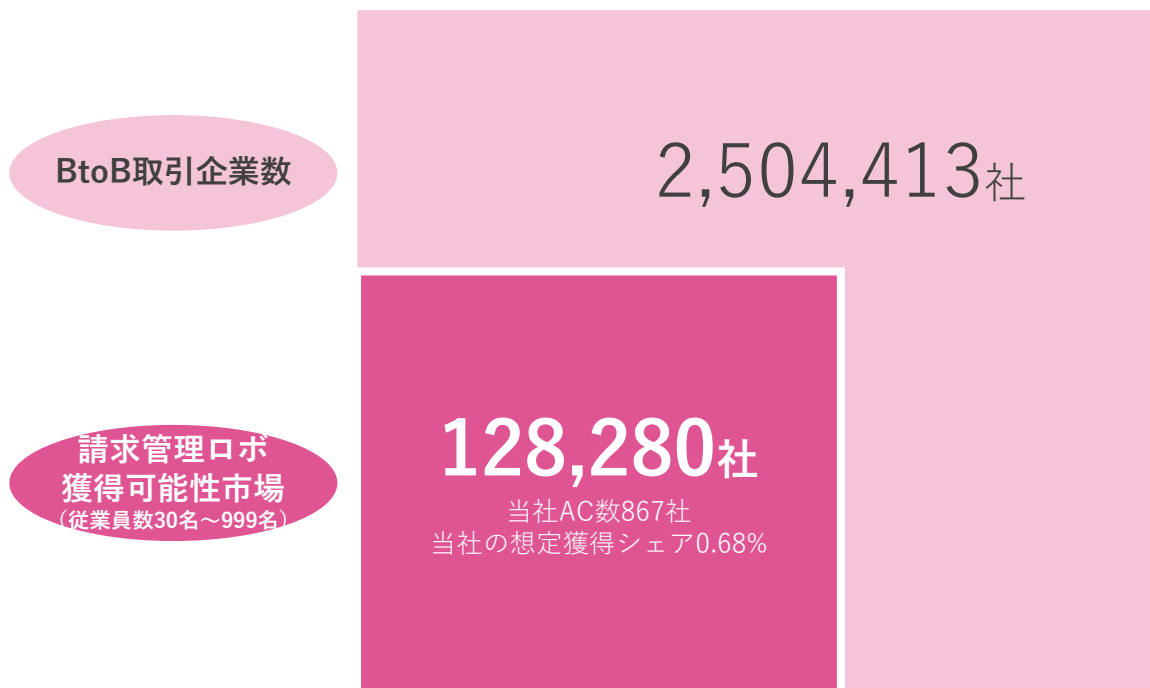 BtoB取引企業数
2,504,413社
請求管理ロボ
獲得可能性市場
（従業員数30名～999名）
128,280社
当社AC数867社
当社の想定獲得シェア0.68%